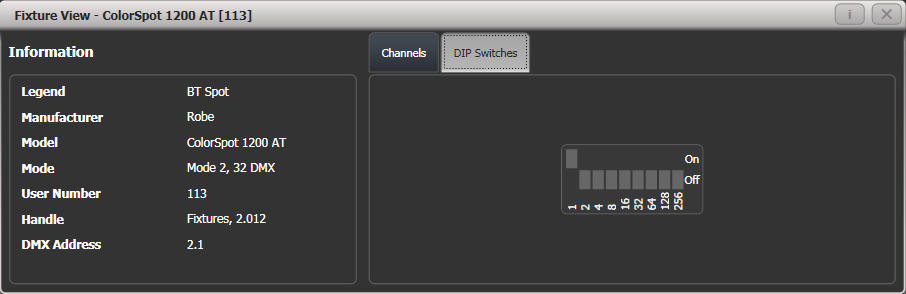 Fixture View - ColorSpot 1200 AT [113]
i
Information
Channels
DIP Switches
Legend BT Spot
Manufacturer Robe
Model ColorSpot 1200 AT
Mode Mode 2, 32 DMX
User Number 113
Handle Fixtures, 2.012
DMX Address 2.1
On
Off
1 2 4 8 16 32 64 128 256